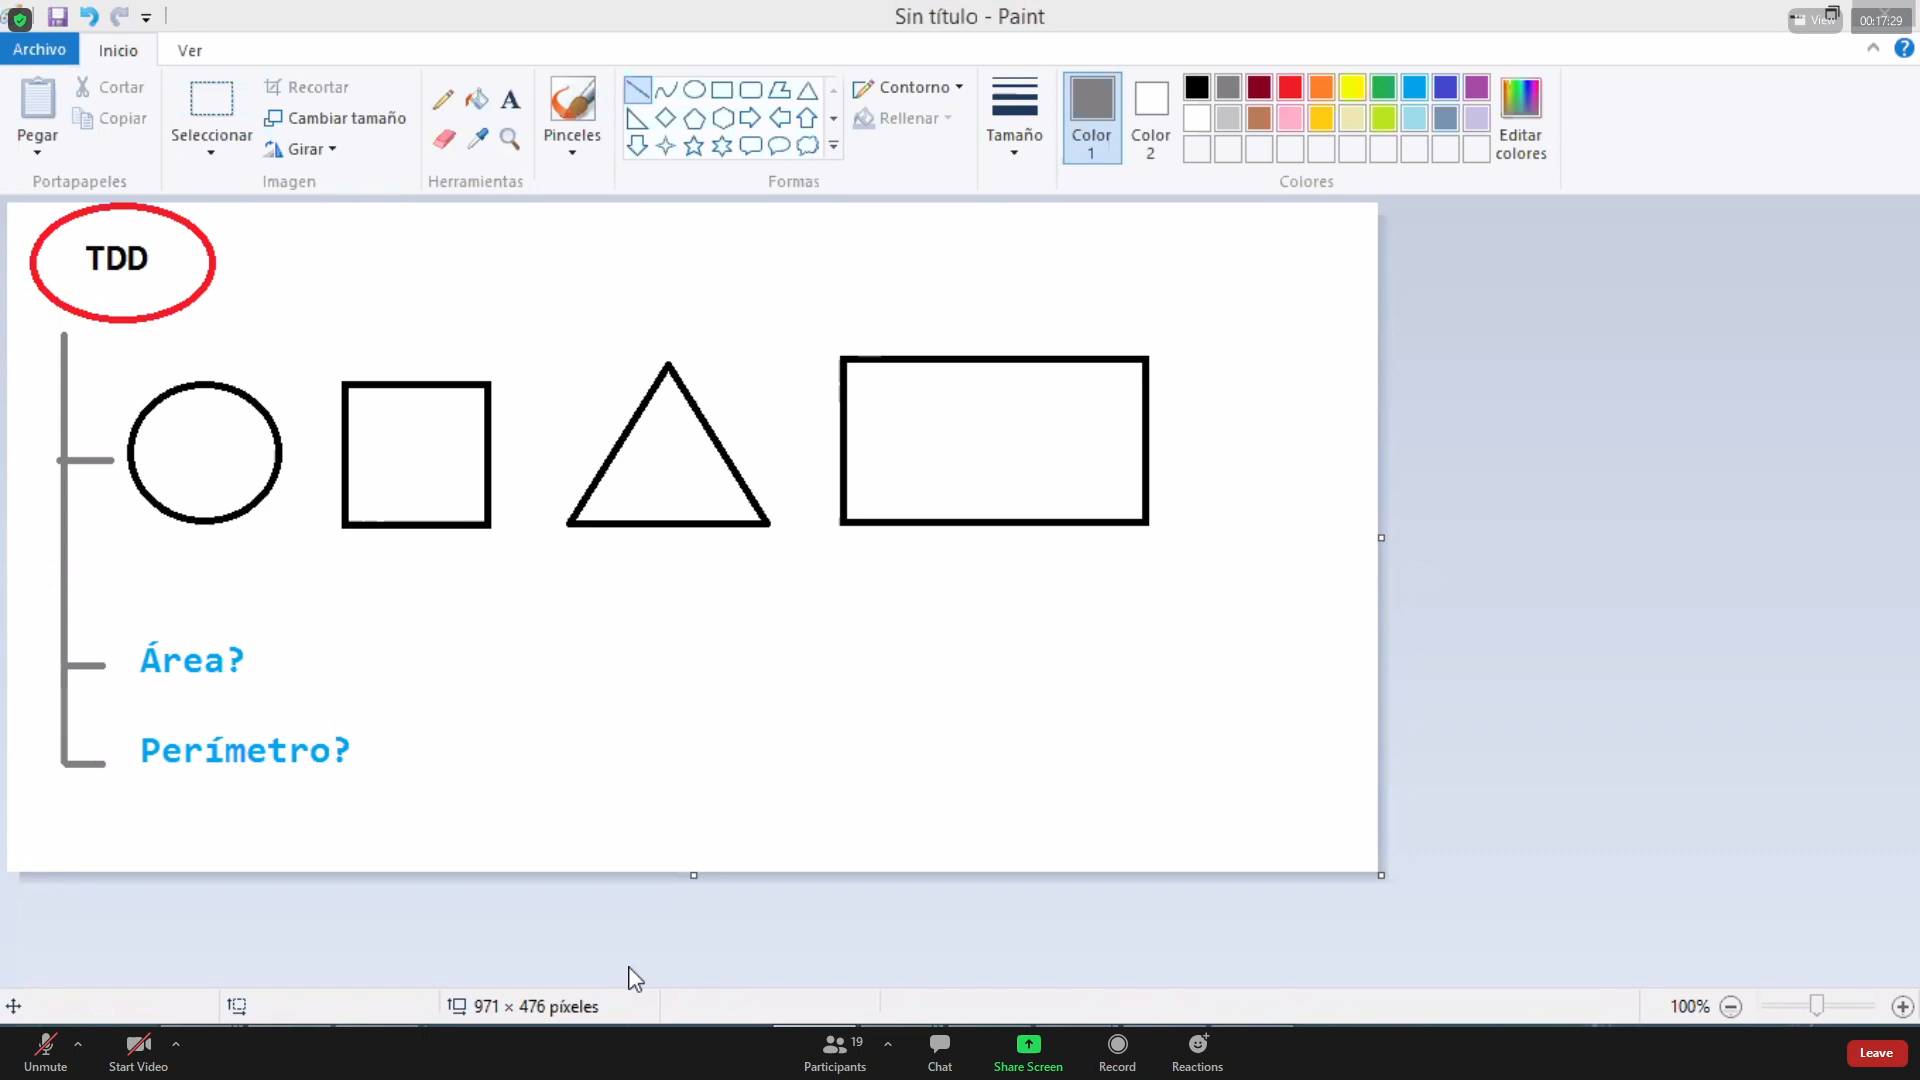 Sin título - Paint
View
00:17:29
Archivo
Inicio
Ver
Pegar
Cortar
Copiar
Portapapeles
Seleccionar
Recortar
Cambiar tamaño
Girar
Imagen
A
Herramientas
Pinceles
Formas
Contorno
Rellenar
Tamaño
Color 1
Color 2
Editar colores
Colores
TDD
Área?
Perímetro?
971 × 476 píxeles
100%
Unmute
Start Video
Participants
19
Chat
Share Screen
Record
Reactions
Leave